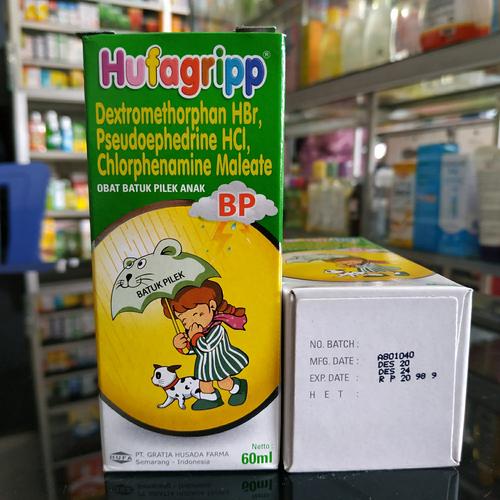 Hufagripp®
Dextromethorphan HBr,
Pseudoephedrine HCl,
Chlorphenamine Maleate
OBAT BATUK PILEK ANAK
BP
BATUK PILEK
HUFA
PT. GRATIA HUSADA FARMA
Semarang - Indonesia
Netto :
60ml
NO. BATCH : A801040
MFG. DATE : DES 20
EXP. DATE : DES 24
H E T : R P 20 98 9